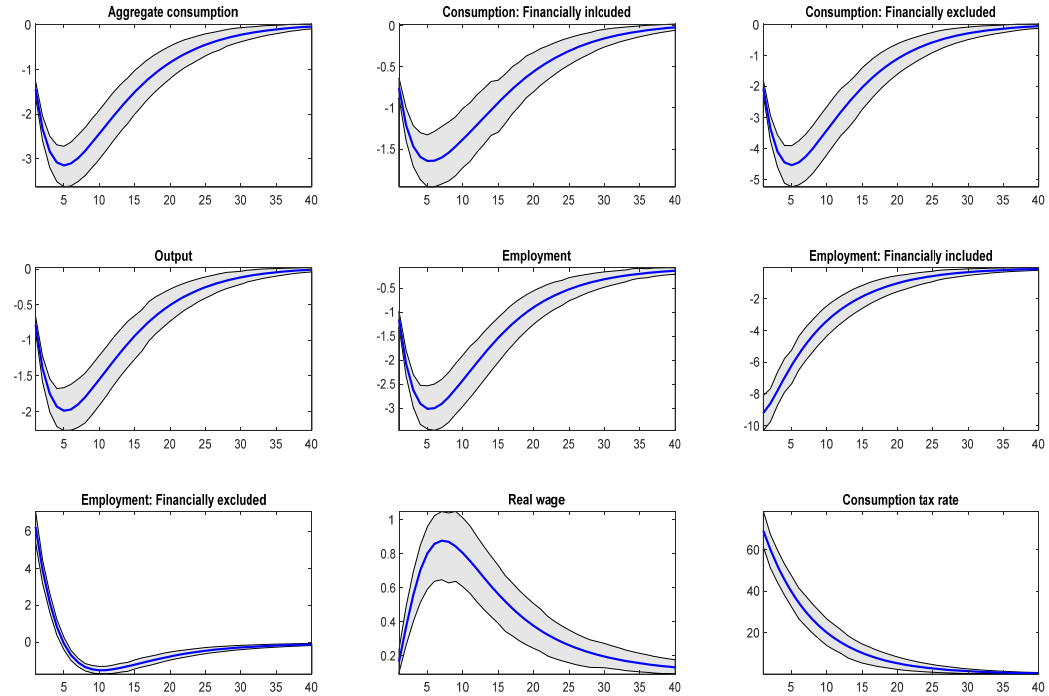 Aggregate consumption
0
-1
-2
-3
5 10 15 20 25 30 35 40
Consumption: Financially inlcuded
0
-0.5
-1
-1.5
5 10 15 20 25 30 35 40
Consumption: Financially excluded
0
-1
-2
-3
-4
-5
5 10 15 20 25 30 35 40
Output
0
-0.5
-1
-1.5
-2
5 10 15 20 25 30 35 40
Employment
-0.5
-1
-1.5
-2
-2.5
-3
5 10 15 20 25 30 35 40
Employment: Financially included
-2
-4
-6
-8
-10
5 10 15 20 25 30 35 40
Employment: Financially excluded
6
4
2
0
5 10 15 20 25 30 35 40
Real wage
1
0.8
0.6
0.4
0.2
5 10 15 20 25 30 35 40
Consumption tax rate
60
40
20
5 10 15 20 25 30 35 40